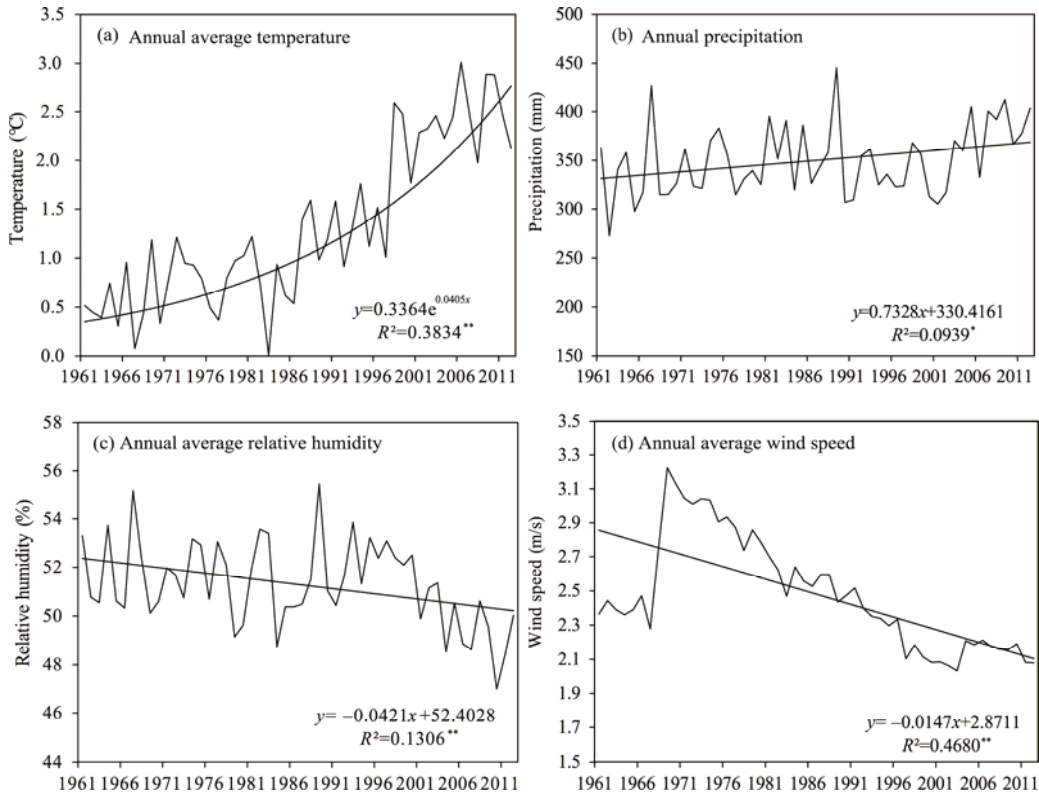 (a) Annual average temperature
Temperature (℃)
3.5
3.0
2.5
2.0
1.5
1.0
0.5
0.0
y=0.3364e^0.0405x
R²=0.3834**
1961 1966 1971 1976 1981 1986 1991 1996 2001 2006 2011
(b) Annual precipitation
Precipitation (mm)
500
450
400
350
300
250
200
150
y=0.7328x+330.4161
R²=0.0939*
1961 1966 1971 1976 1981 1986 1991 1996 2001 2006 2011
(c) Annual average relative humidity
Relative humidity (%)
58
56
54
52
50
48
46
44
y= −0.0421x+52.4028
R²=0.1306**
1961 1966 1971 1976 1981 1986 1991 1996 2001 2006 2011
(d) Annual average wind speed
Wind speed (m/s)
3.5
3.3
3.1
2.9
2.7
2.5
2.3
2.1
1.9
1.7
1.5
y= −0.0147x+2.8711
R²=0.4680**
1961 1966 1971 1976 1981 1986 1991 1996 2001 2006 2011